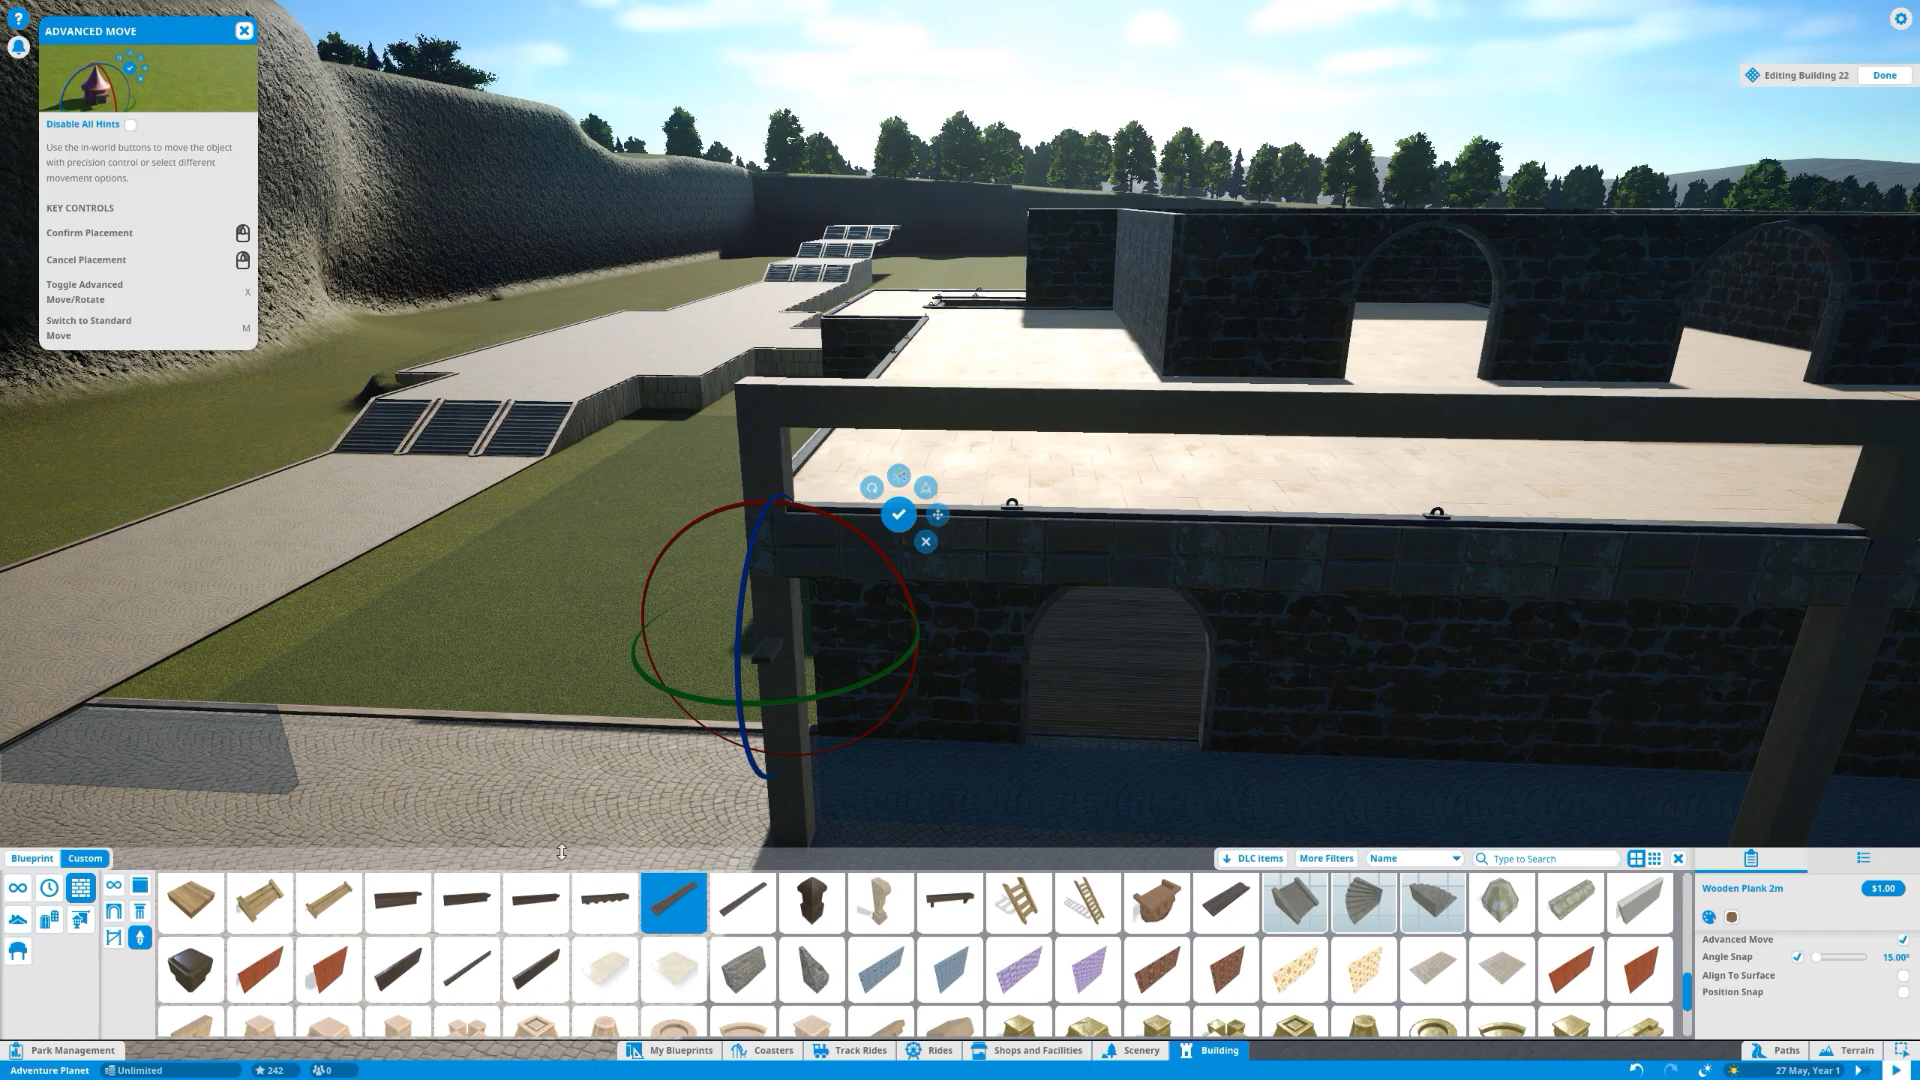 ?
ADVANCED MOVE
Disable All Hints
Use the in-world buttons to move the object
with precision control or select different
movement options.
KEY CONTROLS
Confirm Placement
Cancel Placement
Toggle Advanced
Move/Rotate
X
Switch to Standard
Move
M
Editing Building 22
Done
Blueprint
Custom
DLC items
More Filters
Name
Type to Search
Wooden Plank 2m
$1.00
Advanced Move
Angle Snap
15.00°
Align To Surface
Position Snap
Park Management
My Blueprints
Coasters
Track Rides
Rides
Shops and Facilities
Scenery
Building
Paths
Terrain
Adventure Planet
Unlimited
242
0
27 May, Year 1